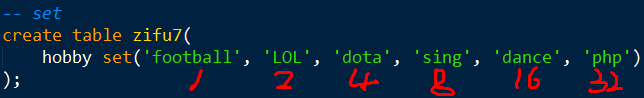 -- set
create table zifu7(
hobby set('football', 'LOL', 'dota', 'sing', 'dance', 'php')
1 2 4 8 16 32
);